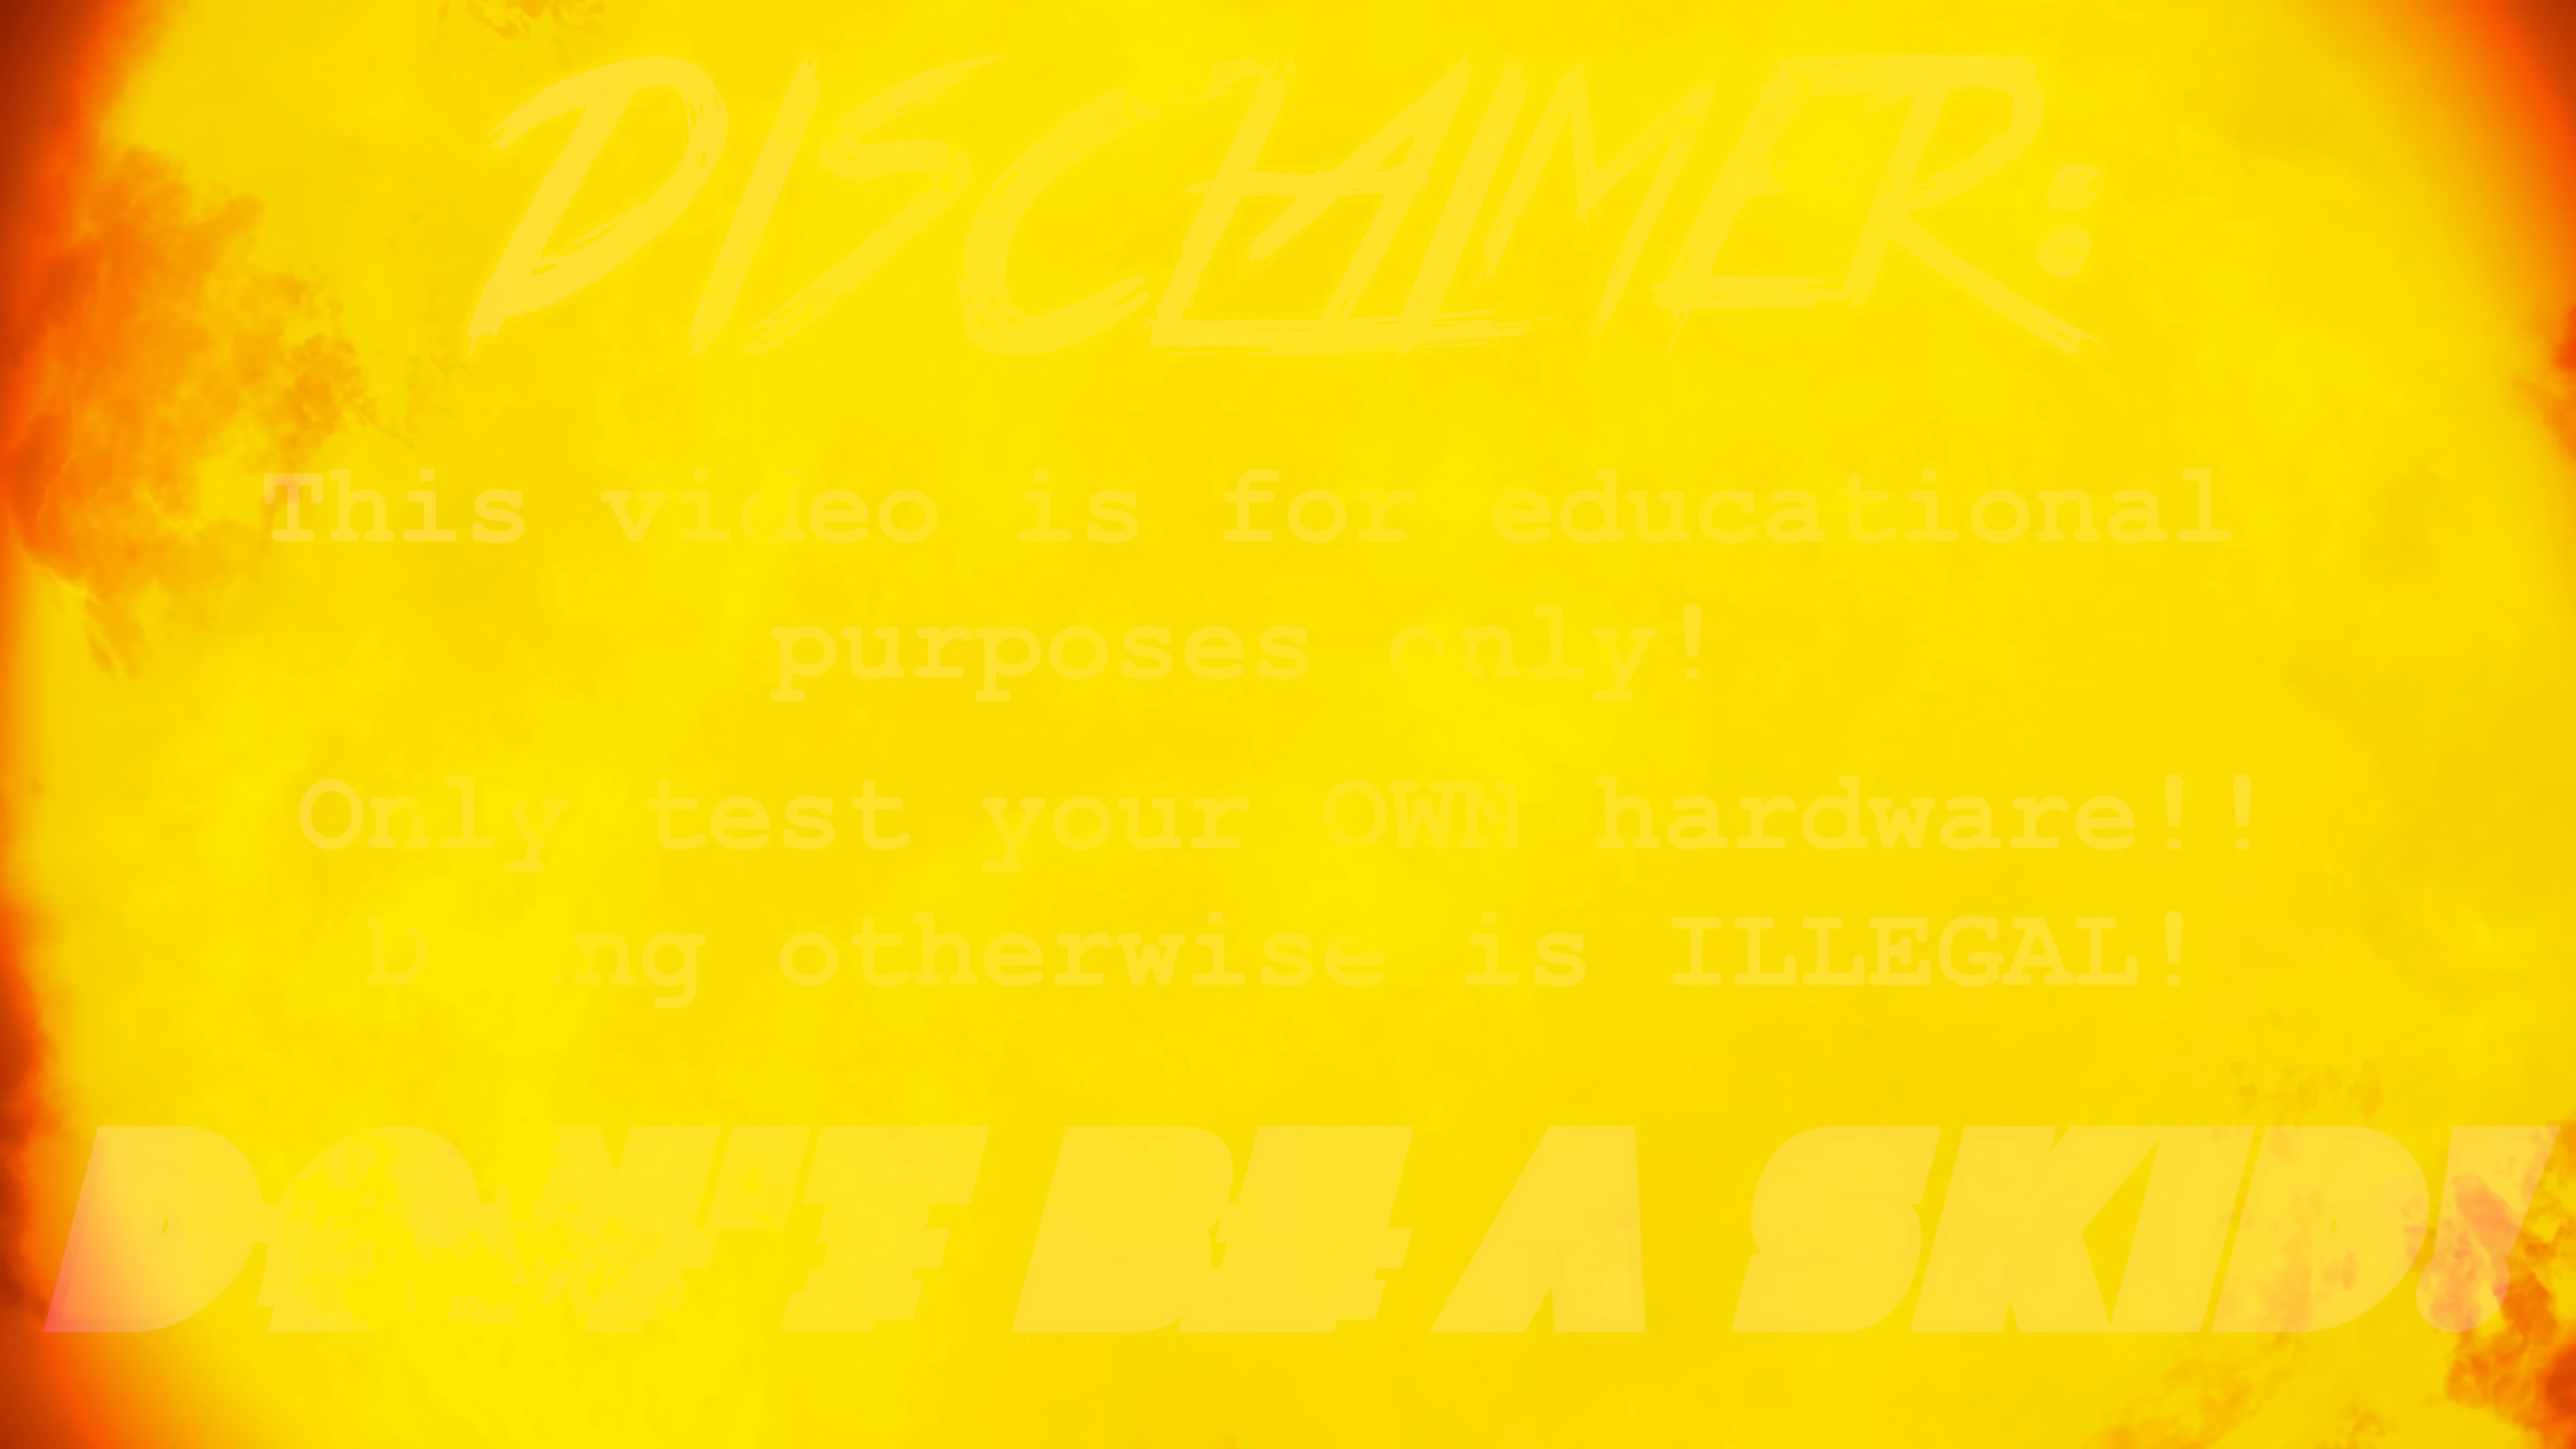 DISCLAIMER:
This video is for educational
purposes only!
Only test your OWN hardware!!
Doing otherwise is ILLEGAL!
DON'T BE A SKID!